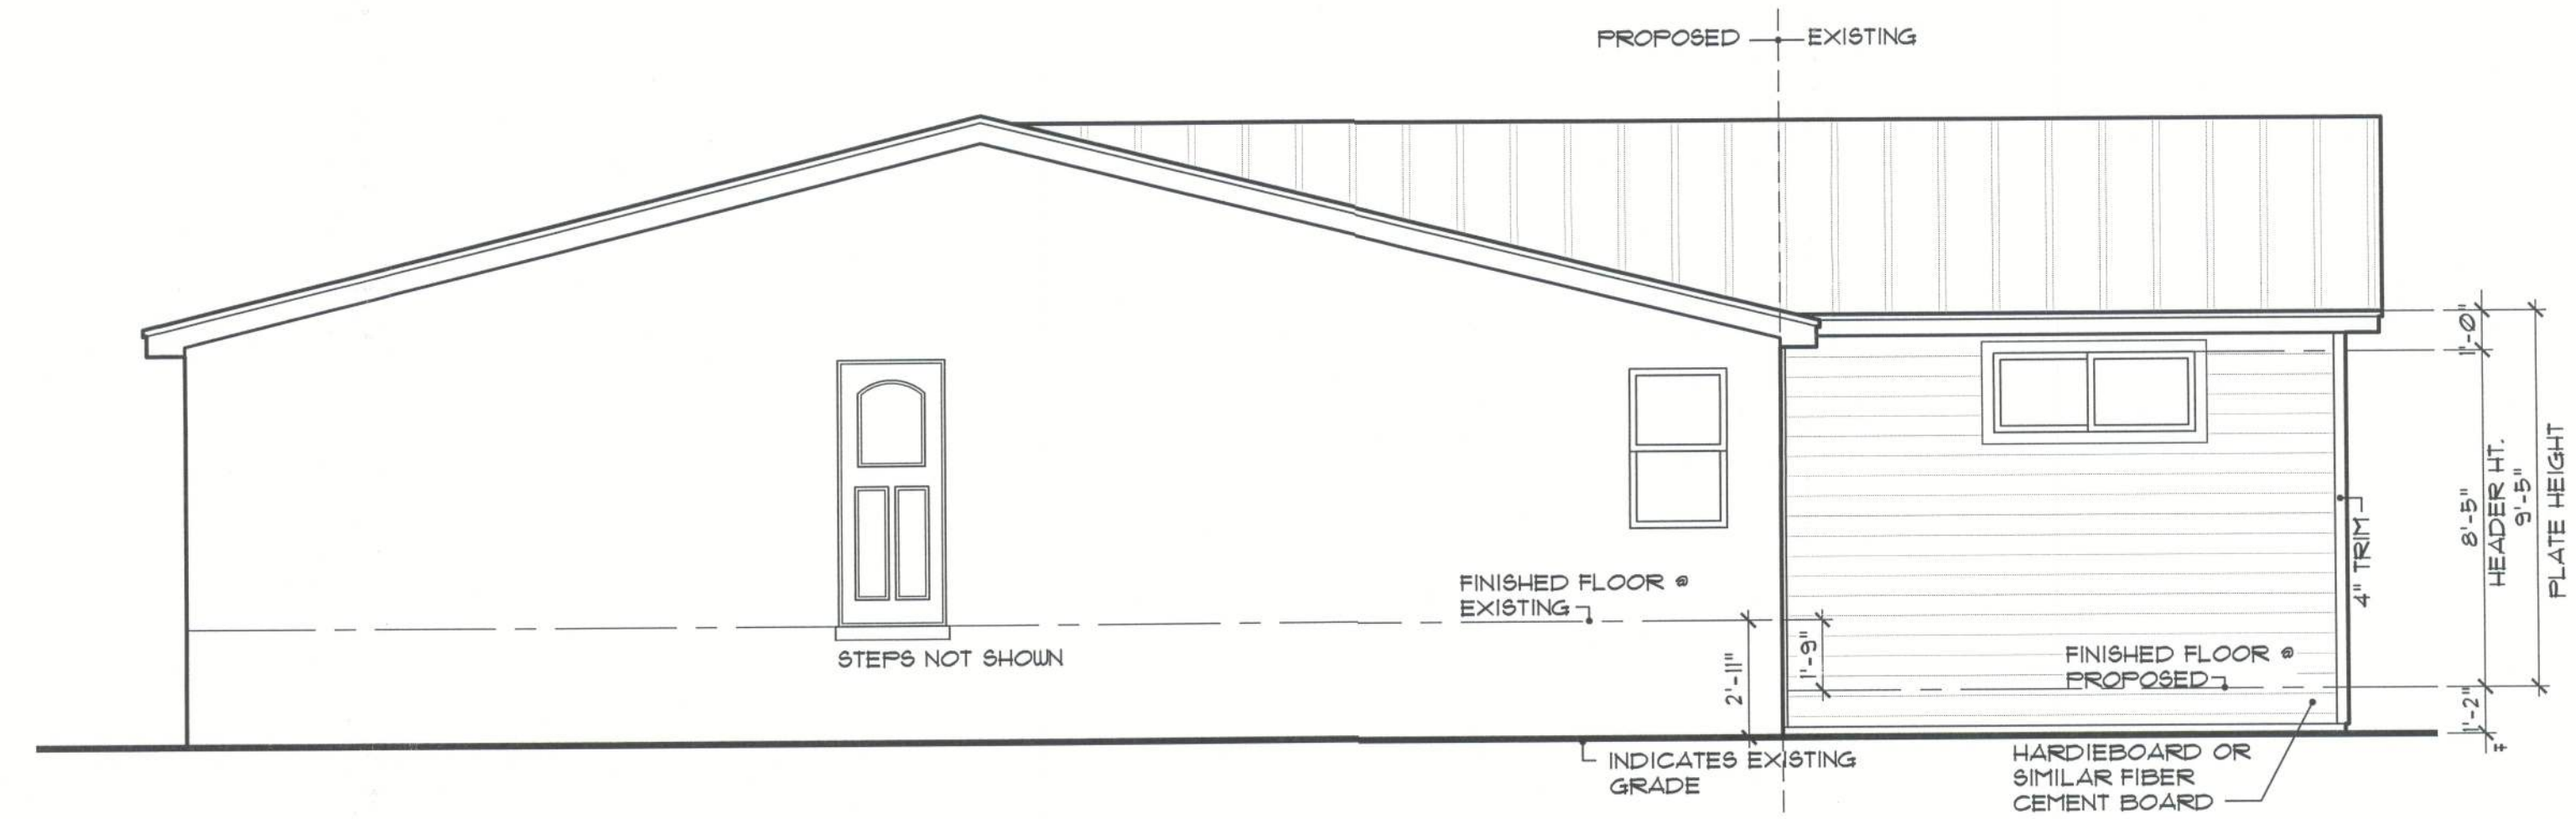 PROPOSED
EXISTING
1'-0"
8'-5"
HEADER HT.
9'-5"
PLATE HEIGHT
4" TRIM
FINISHED FLOOR @
EXISTING
1'-9"
2'-11"
STEPS NOT SHOWN
FINISHED FLOOR @
PROPOSED
1'-2"
±
INDICATES EXISTING
GRADE
HARDIEBOARD OR
SIMILAR FIBER
CEMENT BOARD